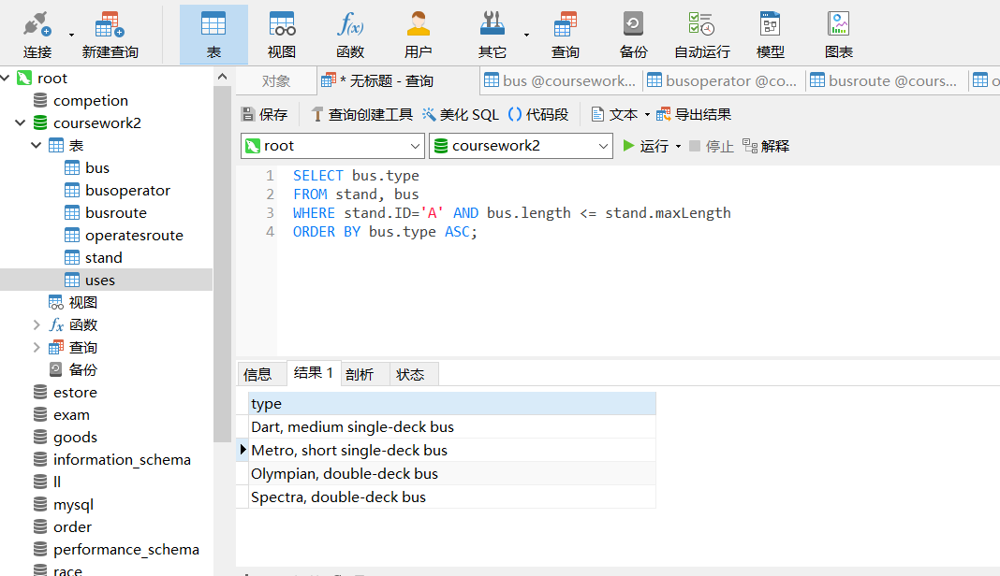 连接 新建查询 表 视图 函数 用户 其它 查询 备份 自动运行 模型 图表
root
competion
coursework2
表
bus
busoperator
busroute
operatesroute
stand
uses
视图
函数
查询
备份
estore
exam
goods
information_schema
ll
mysql
order
performance_schema
race
对象 * 无标题 - 查询 bus @coursework... busoperator @co... busroute @cours...
保存 查询创建工具 美化 SQL () 代码段 文本 导出结果
root coursework2 运行 停止 解释
1 SELECT bus.type
2 FROM stand, bus
3 WHERE stand.ID='A' AND bus.length <= stand.maxLength
4 ORDER BY bus.type ASC;
信息 结果 1 剖析 状态
type
Dart, medium single-deck bus
Metro, short single-deck bus
Olympian, double-deck bus
Spectra, double-deck bus